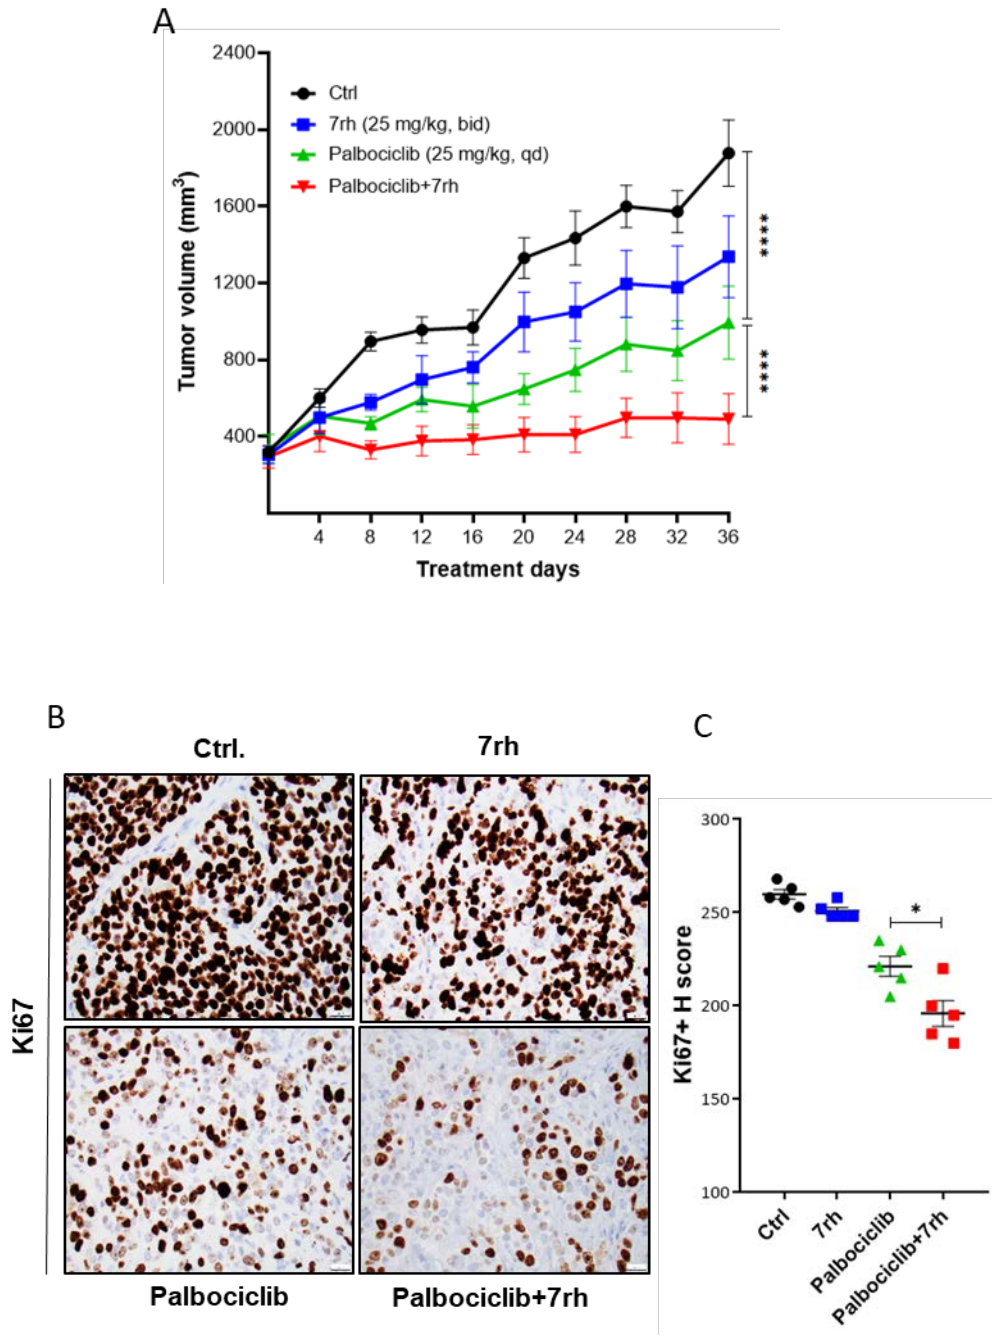 A
2400
2000
1600
1200
800
400
Tumor volume (mm³)
Ctrl
7rh (25 mg/kg, bid)
Palbociclib (25 mg/kg, qd)
Palbociclib+7rh
****
****
4 8 12 16 20 24 28 32 36
Treatment days
B
Ctrl.
7rh
Ki67
Palbociclib
Palbociclib+7rh
C
300
250
200
150
100
Ki67+ H score
*
Ctrl
7rh
Palbociclib
Palbociclib+7rh